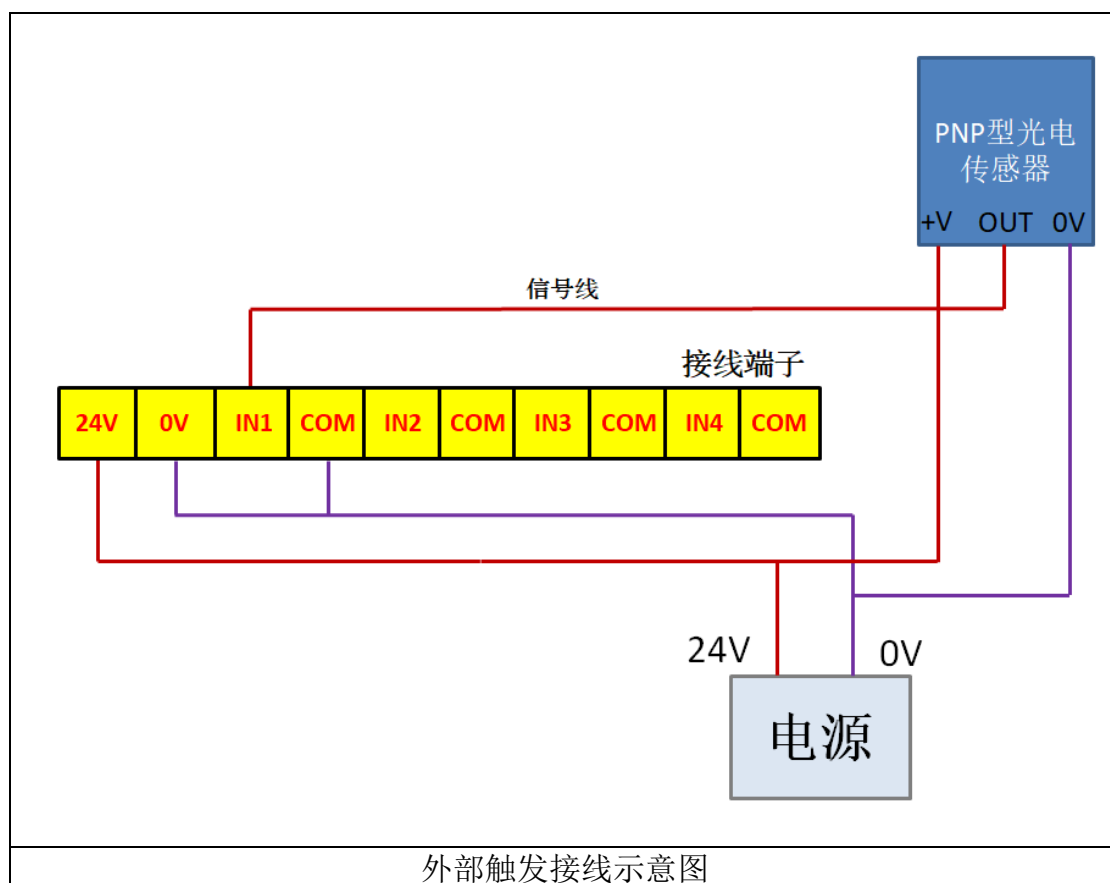 PNP型光电
传感器
+V OUT 0V
信号线
接线端子
24V 0V IN1 COM IN2 COM IN3 COM IN4 COM
24V 0V
电源
外部触发接线示意图